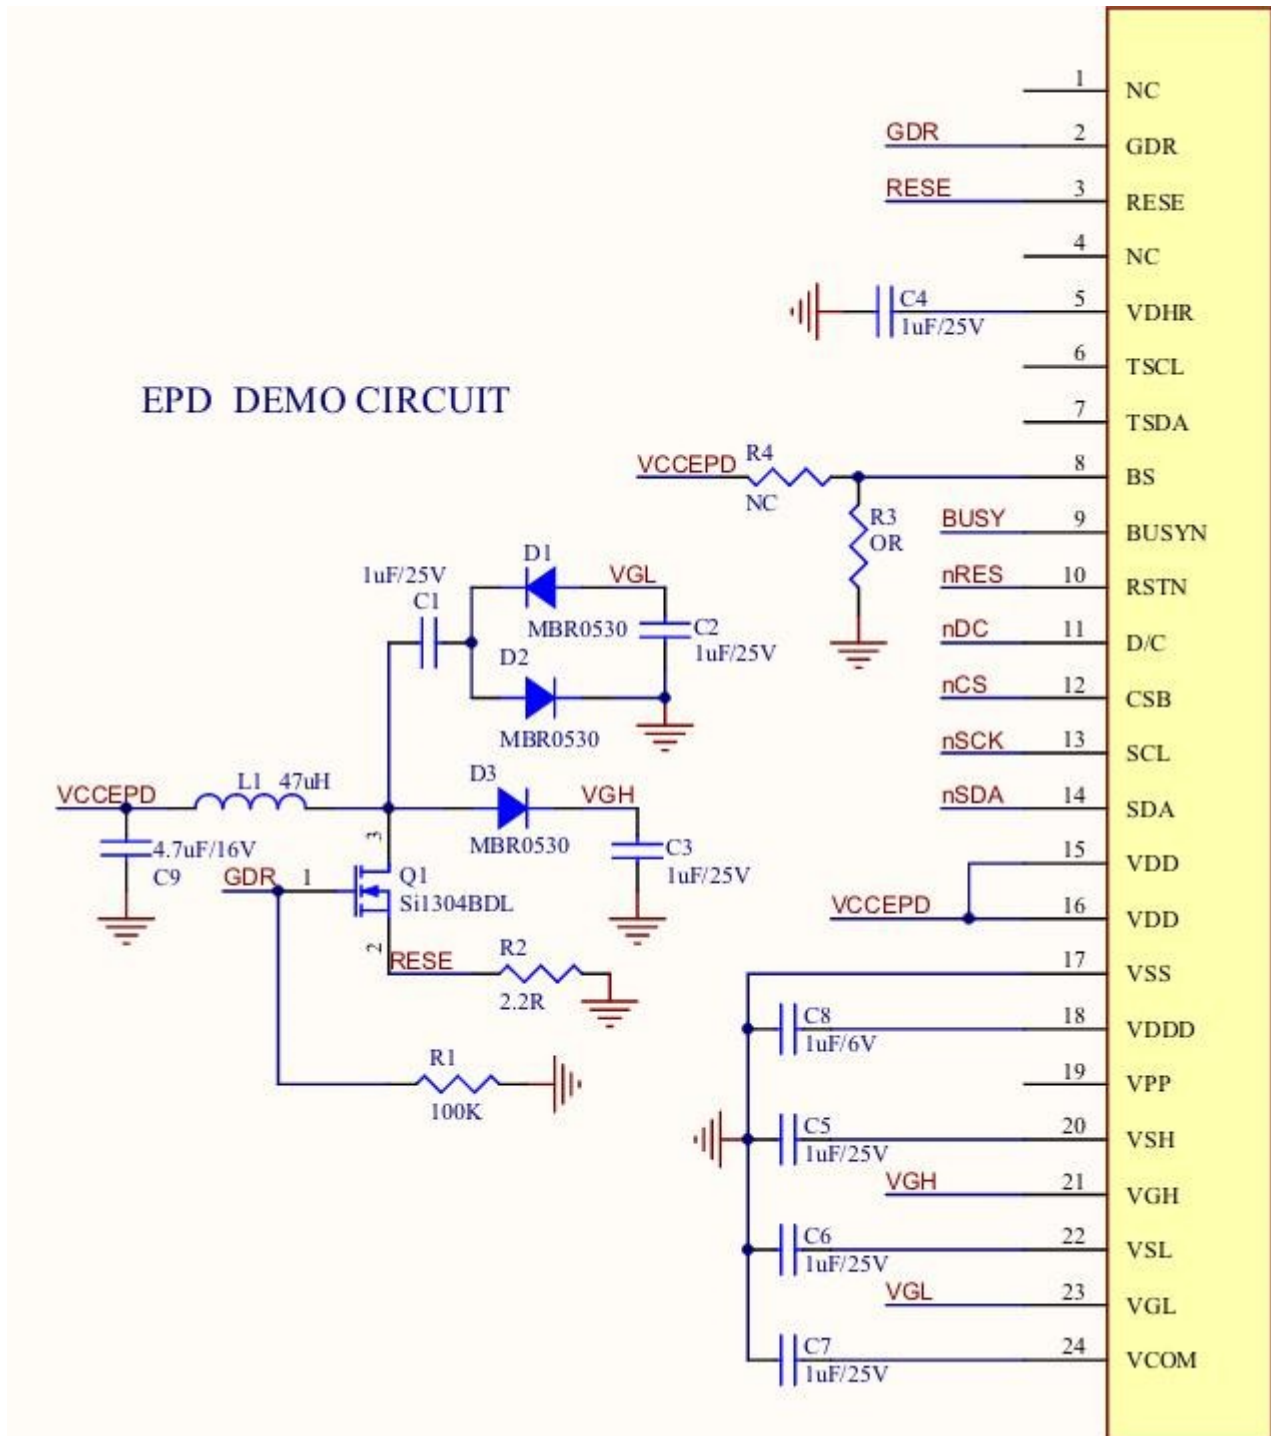 1 NC
GDR 2 GDR
RESE 3 RESE
4 NC
C4 5 VDHR
1uF/25V
6 TSCL
EPD DEMO CIRCUIT
7 TSDA
R4
VCCEPD 8 BS
NC
R3
OR
BUSY 9 BUSYN
D1
1uF/25V VGL nRES 10 RSTN
C1
MBR0530 C2
1uF/25V
nDC 11 D/C
D2
nCS 12 CSB
MBR0530
nSCK 13 SCL
L1 47uH D3
VCCEPD VGH nSDA 14 SDA
3
4.7uF/16V MBR0530 C3
C9 1uF/25V
15 VDD
GDR 1 Q1
Si1304BDL
VCCEPD 16 VDD
2
RESE R2
2.2R
17 VSS
C8 18 VDDD
1uF/6V
R1 19 VPP
100K
C5 20 VSH
1uF/25V
VGH 21 VGH
C6 22 VSL
1uF/25V
VGL 23 VGL
C7 24 VCOM
1uF/25V